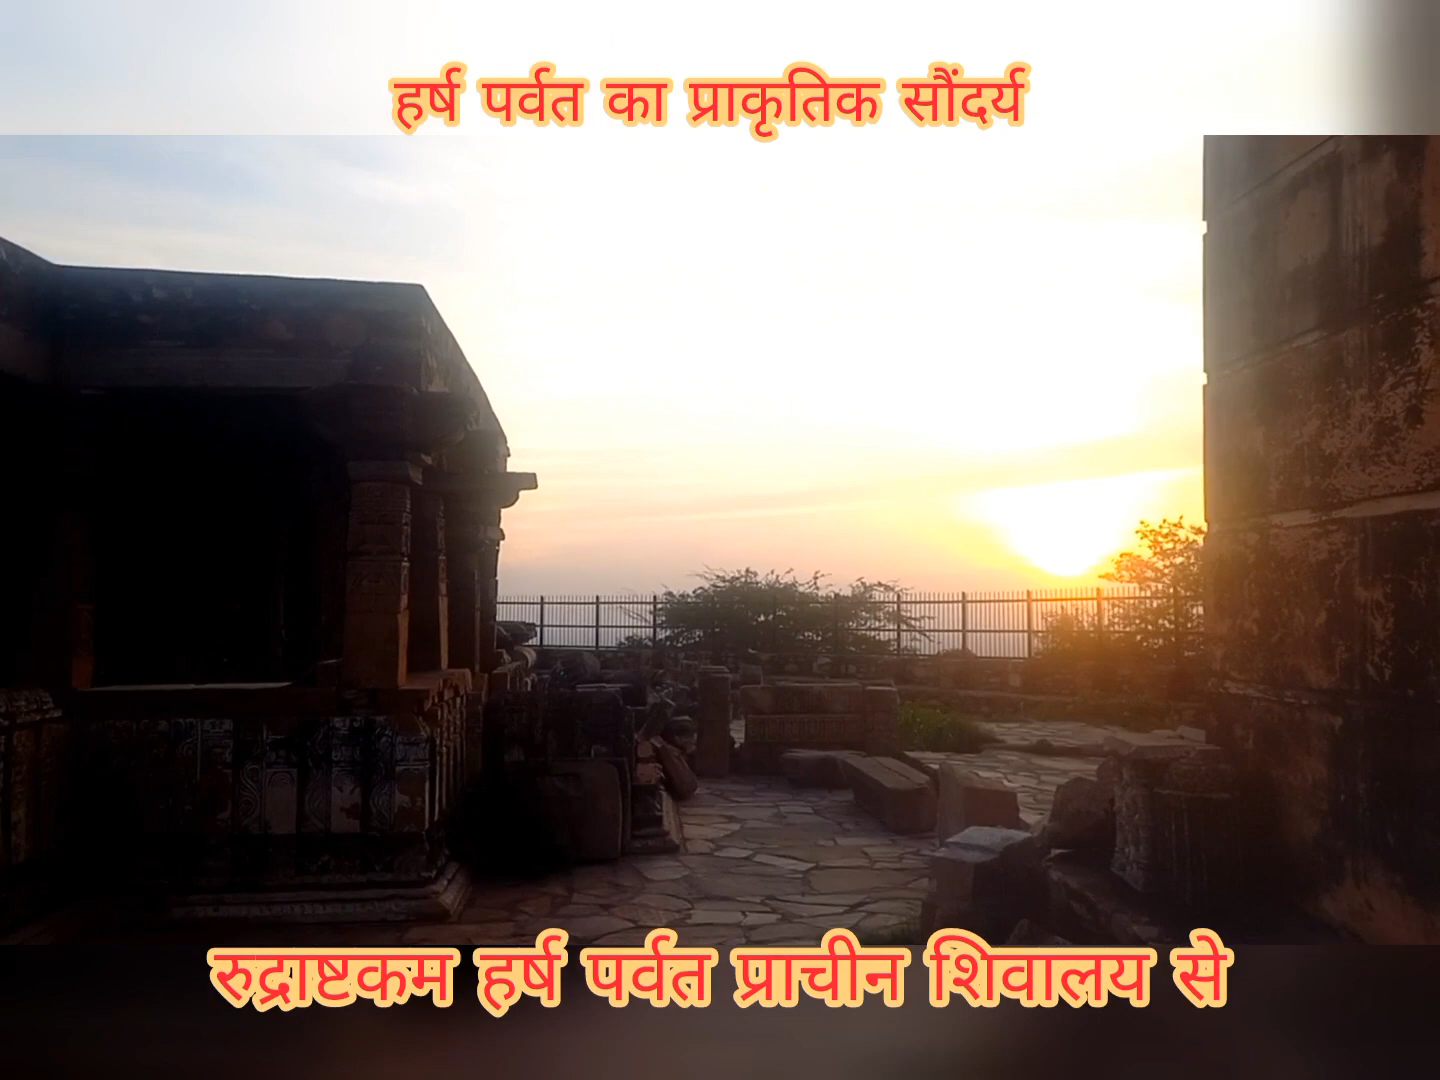 हर्ष पर्वत का प्राकृतिक सौंदर्य
रुद्राष्टकम हर्ष पर्वत प्राचीन शिवालय से